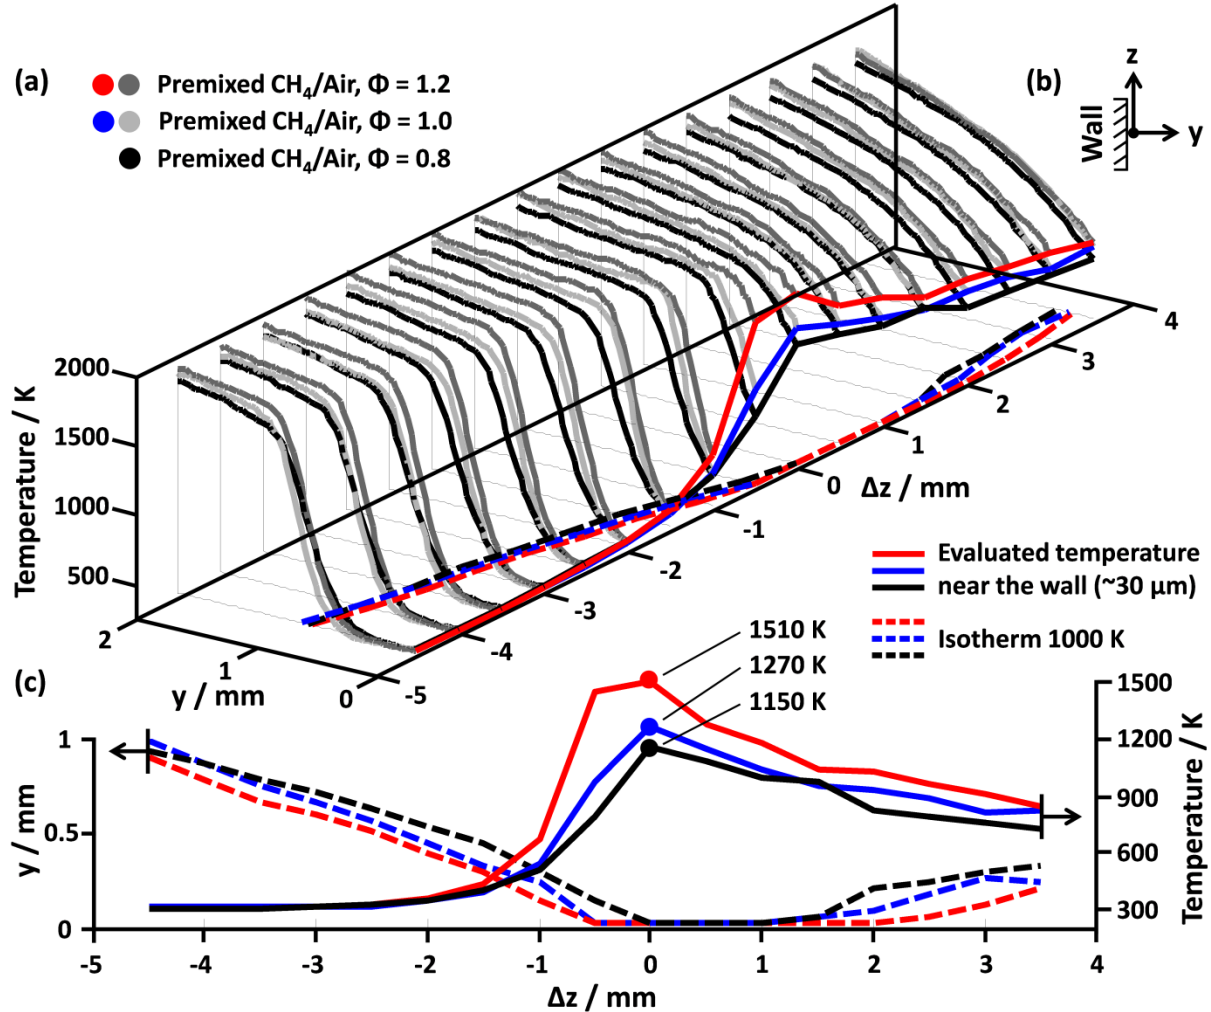 (a)
Premixed CH₄/Air, Φ = 1.2
Premixed CH₄/Air, Φ = 1.0
Premixed CH₄/Air, Φ = 0.8
(b)
z
y
Wall
Temperature / K
2000
1500
1000
500
2
1
0
y / mm
-5
-4
-3
-2
-1
0
1
2
3
4
Δz / mm
Evaluated temperature
near the wall (~30 µm)
Isotherm 1000 K
(c)
1510 K
1270 K
1150 K
y / mm
1
0.5
0
Temperature / K
1500
1200
900
600
300
-5
-4
-3
-2
-1
0
1
2
3
4
Δz / mm